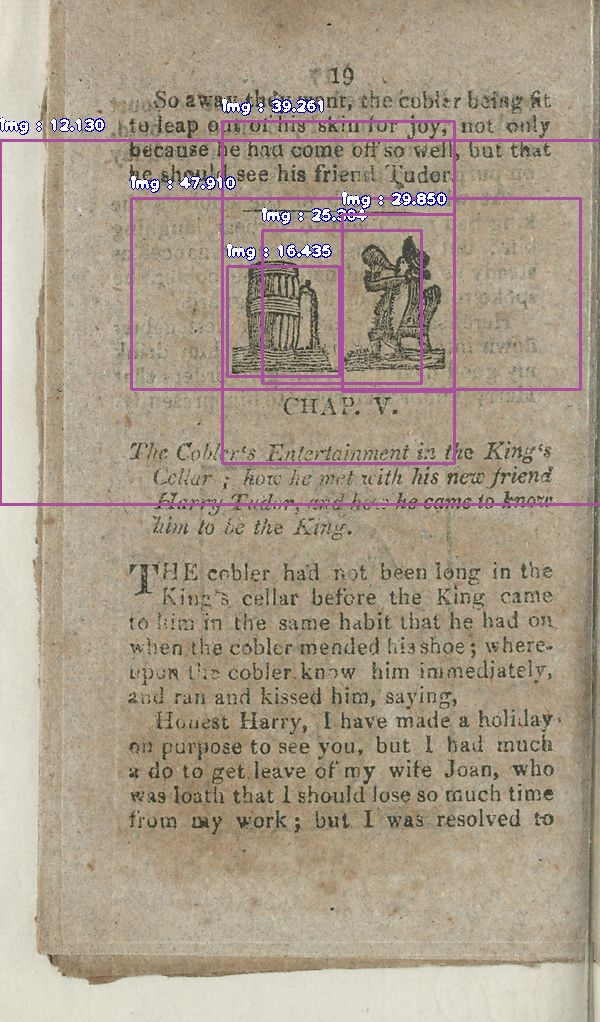 19
So away they went, the cobler being fit
to leap out of his skin for joy, not only
because he had come off so well, but that
he should see his friend Tudor.
Img : 39.261
Img : 12.130
Img : 47.910
Img : 29.850
Img : 25.304
Img : 16.435
CHAP. V.
The Cobler's Entertainment in the King's
Cellar ; how he met with his new friend
Harry Tudor, and how he came to know
him to be the King.
THE cobler had not been long in the
King's cellar before the King came
to him in the same habit that he had on
when the cobler mended his shoe ; where-
upon the cobler know him immediately,
and ran and kissed him, saying,
Honest Harry, I have made a holiday
on purpose to see you, but I had much
a do to get leave of my wife Joan, who
was loath that I should lose so much time
from my work ; but I was resolved to